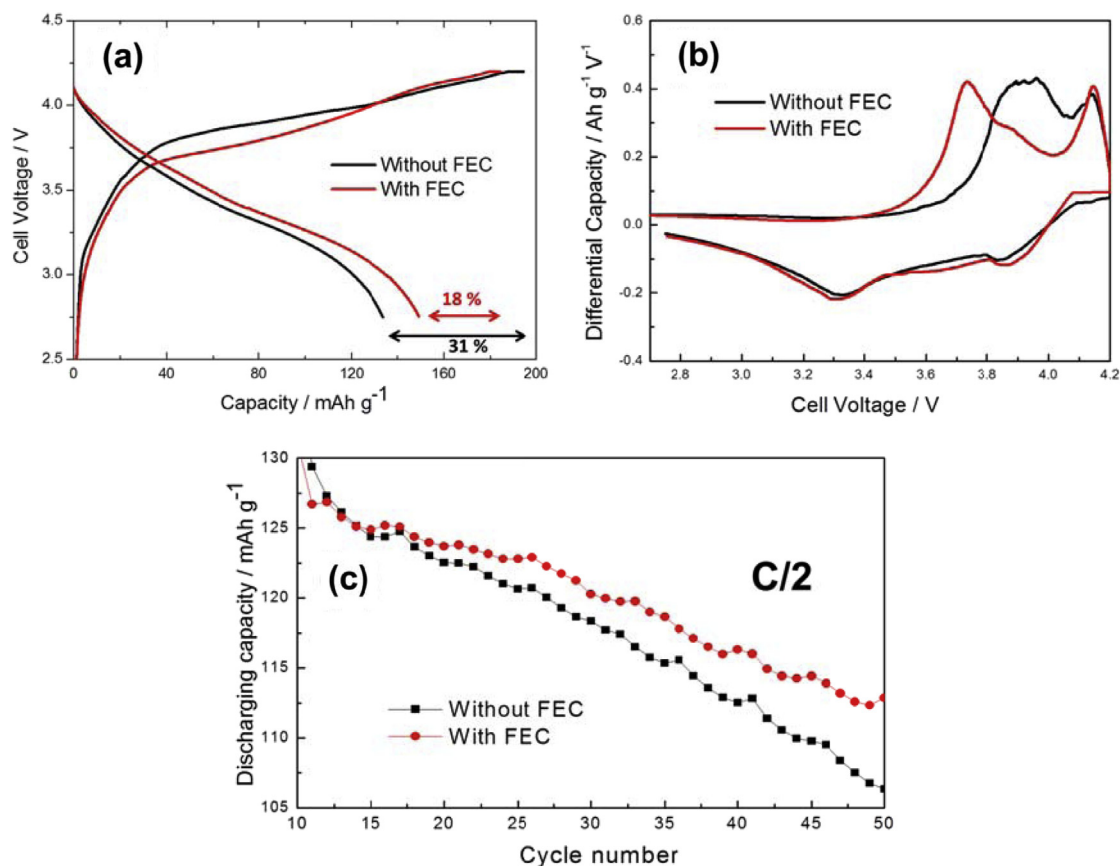 (a)
Cell Voltage / V
4.0
3.5
3.0
2.5
Without FEC
With FEC
18 %
31 %
0 40 80 120 160 200
Capacity / mAh g-1
(b)
Differential Capacity / Ah g-1 V-1
0.4
0.2
0.0
-0.2
-0.4
Without FEC
With FEC
2.8 3.0 3.2 3.4 3.6 3.8 4.0 4.2
Cell Voltage / V
(c)
C/2
Discharging capacity / mAh g-1
130
125
120
115
110
105
Without FEC
With FEC
10 15 20 25 30 35 40 45 50
Cycle number